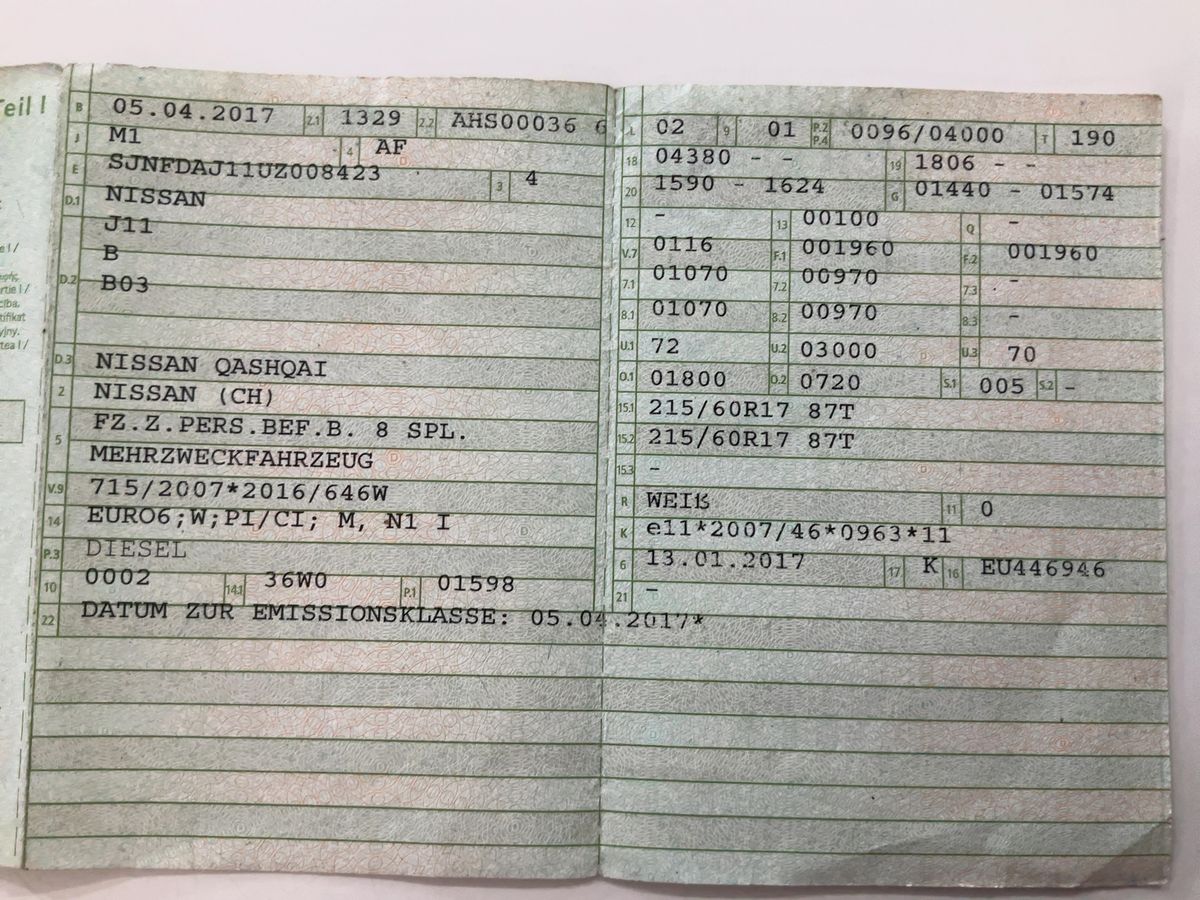 Teil I
B 05.04.2017 2.1 1329 2.2 AHS00036 6
J M1 4 AF
E SJNFDAJ11UZ008423 3 4
D.1 NISSAN
J11
B
D.2 B03
D.3 NISSAN QASHQAI
2 NISSAN (CH)
5 FZ.Z.PERS.BEF.B. 8 SPL.
MEHRZWECKFAHRZEUG
V.9 715/2007*2016/646W
14 EURO6;W;PI/CI; M, N1 I
P.3 DIESEL
10 0002 14.1 36W0 P.1 01598
22 DATUM ZUR EMISSIONSKLASSE: 05.04.2017*
L 02 9 01 P.2 P.4 0096/04000 T 190
18 04380 - - 19 1806 - -
20 1590 - 1624 G 01440 - 01574
12 - 13 00100 Q -
V.7 0116 F.1 001960 F.2 001960
7.1 01070 7.2 00970 7.3 -
8.1 01070 8.2 00970 8.3 -
U.1 72 U.2 03000 U.3 70
O.1 01800 O.2 0720 S.1 005 S.2 -
15.1 215/60R17 87T
15.2 215/60R17 87T
15.3 -
R WEIß 11 0
K e11*2007/46*0963*11
6 13.01.2017 17 K 16 EU446946
21 -